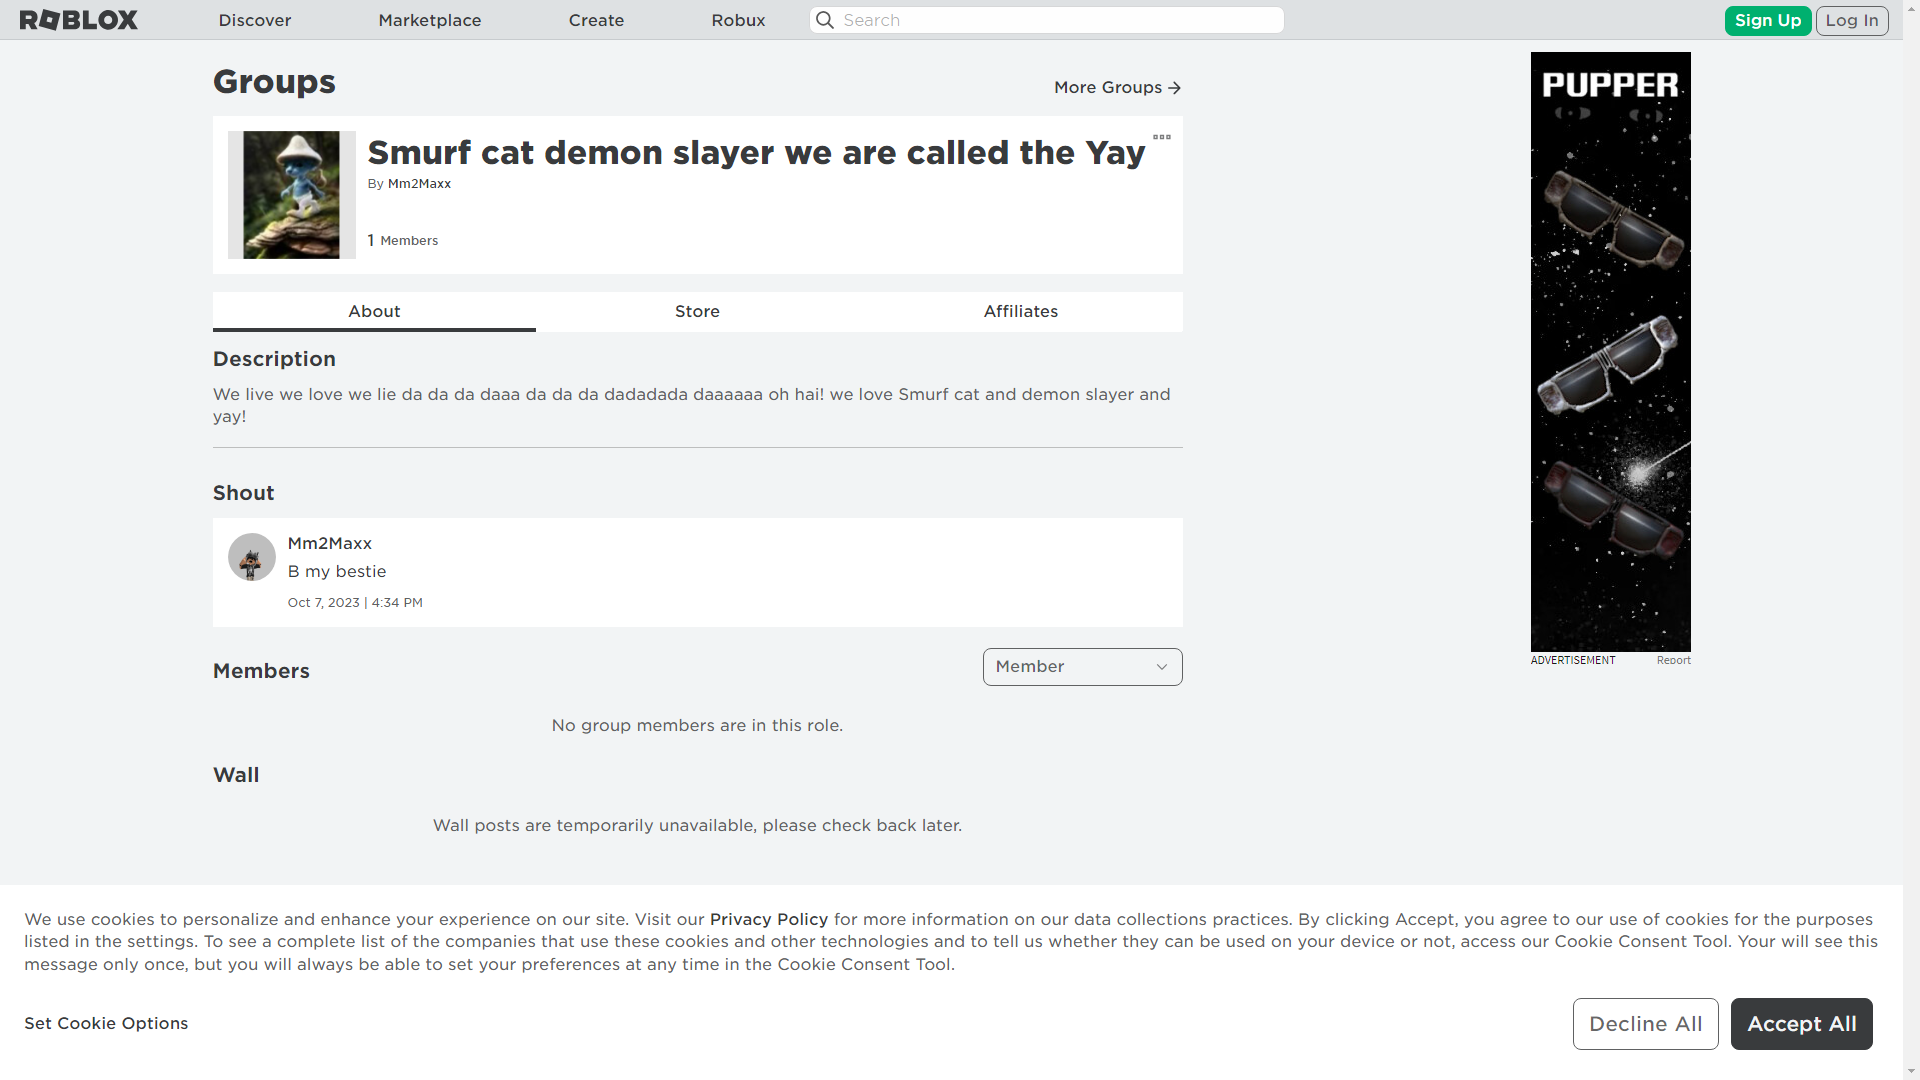 ROBLOX
Discover
Marketplace
Create
Robux
Search
Sign Up
Log In
Groups
More Groups
Smurf cat demon slayer we are called the Yay
By Mm2Maxx
1 Members
About
Store
Affiliates
Description
We live we love we lie da da da daaa da da da dadadada daaaaaa oh hai! we love Smurf cat and demon slayer and
yay!
Shout
Mm2Maxx
B my bestie
Oct 7, 2023 | 4:34 PM
Members
Member
No group members are in this role.
Wall
Wall posts are temporarily unavailable, please check back later.
PUPPER
ADVERTISEMENT
Report
We use cookies to personalize and enhance your experience on our site. Visit our Privacy Policy for more information on our data collections practices. By clicking Accept, you agree to our use of cookies for the purposes
listed in the settings. To see a complete list of the companies that use these cookies and other technologies and to tell us whether they can be used on your device or not, access our Cookie Consent Tool. Your will see this
message only once, but you will always be able to set your preferences at any time in the Cookie Consent Tool.
Set Cookie Options
Decline All
Accept All